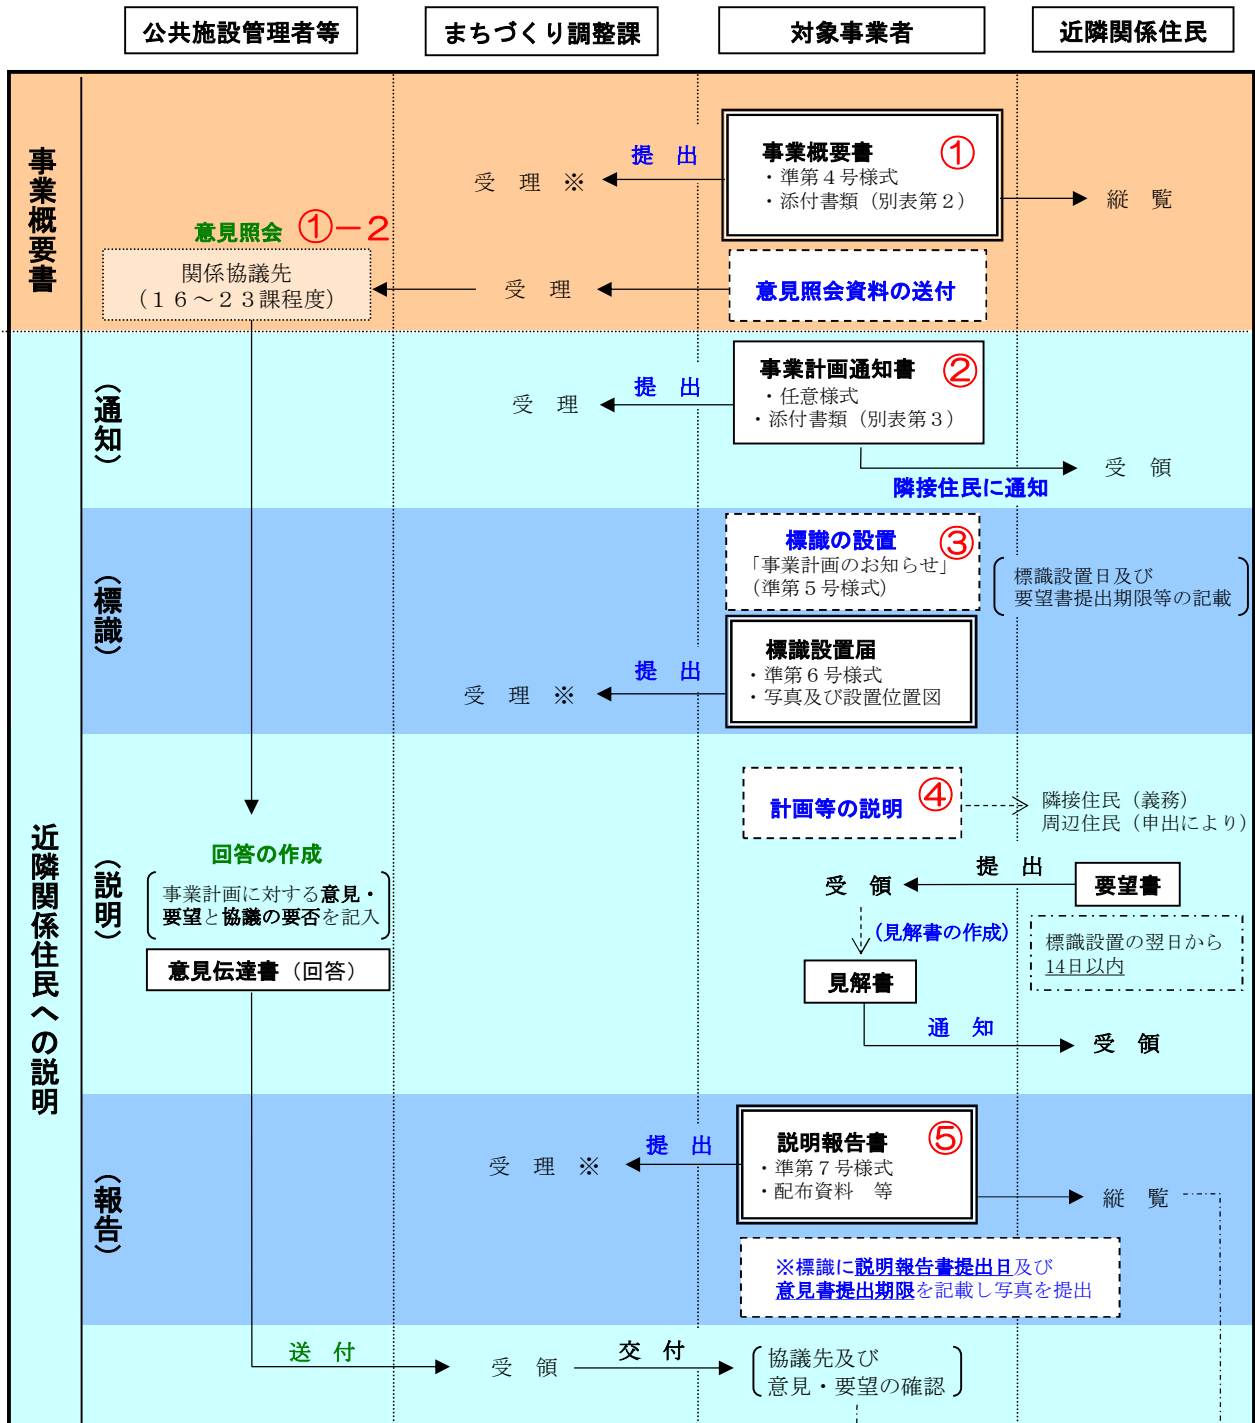 公共施設管理者等
まちづくり調整課
対象事業者
近隣関係住民
事業概要書
提　出
事業概要書
①
・準第４号様式
・添付書類（別表第２）
受　理　※
縦　覧
意見照会
①－２
関係協議先
（１６～２３課程度）
受　理
意見照会資料の送付
近隣関係住民への説明
（通知）
提　出
事業計画通知書
②
・任意様式
・添付書類（別表第３）
受　理
受　領
隣接住民に通知
（標識）
標識の設置
③
「事業計画のお知らせ」
（準第５号様式）
標識設置日及び
要望書提出期限等の記載
標識設置届
・準第６号様式
・写真及び設置位置図
提　出
受　理　※
（説明）
計画等の説明
④
隣接住民（義務）
周辺住民（申出により）
回答の作成
事業計画に対する意見・
要望と協議の要否を記入
意見伝達書（回答）
提　出
受　領
要望書
（見解書の作成）
標識設置の翌日から
14日以内
見解書
通　知
受　領
（報告）
提　出
説明報告書
⑤
・準第７号様式
・配布資料　等
受　理　※
縦　覧
※標識に説明報告書提出日及び
意見書提出期限を記載し写真を提出
送　付
受　領
交　付
協議先及び
意見・要望の確認